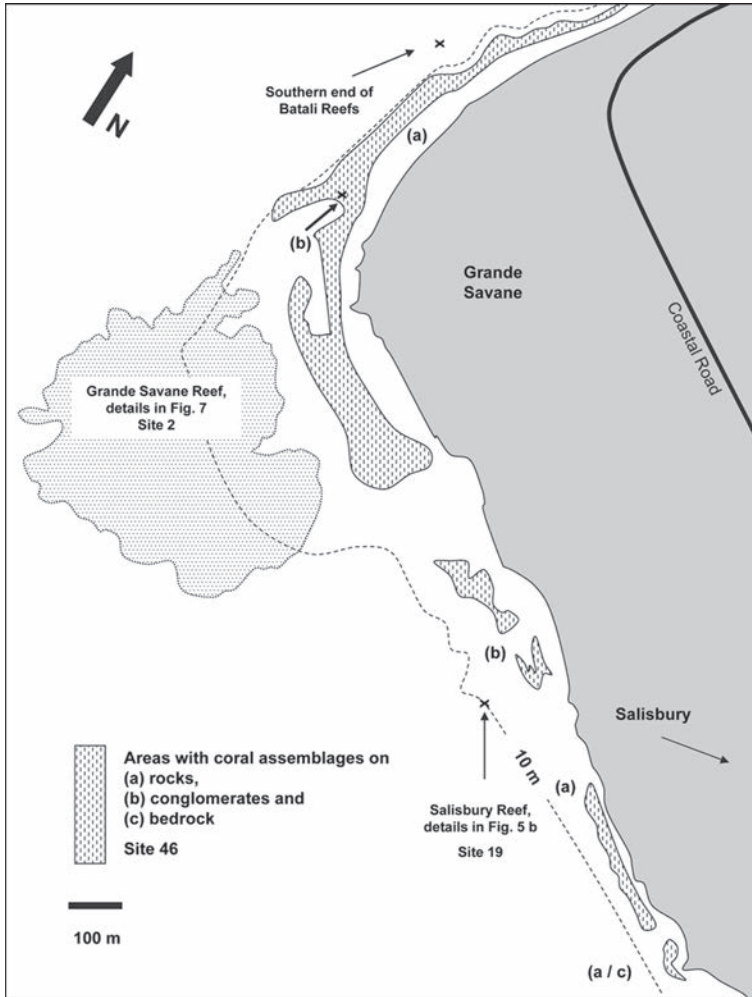 N
Southern end of
Batali Reefs
(a)
(b)
Grande
Savane
Coastal Road
Grande Savane Reef,
details in Fig. 7
Site 2
(b)
Salisbury
10 m
(a)
Salisbury Reef,
details in Fig. 5 b
Site 19
Areas with coral assemblages on
(a) rocks,
(b) conglomerates and
(c) bedrock
Site 46
100 m
(a / c)